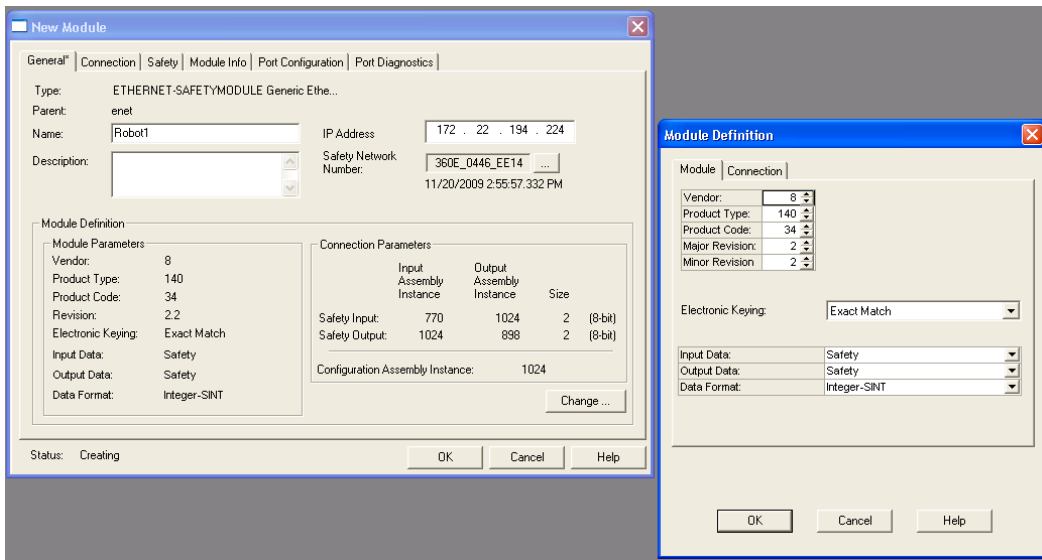 New Module
General* Connection Safety Module Info Port Configuration Port Diagnostics
Type: ETHERNET-SAFETYMODULE Generic Ethe...
Parent: enet
Name: Robot1
IP Address 172 . 22 . 194 . 224
Description:
Safety Network Number: 360E_0446_EE14 ...
11/20/2009 2:55:57.332 PM
Module Definition
Module Parameters
Vendor: 8
Product Type: 140
Product Code: 34
Revision: 2.2
Electronic Keying: Exact Match
Input Data: Safety
Output Data: Safety
Data Format: Integer-SINT
Connection Parameters
Input Assembly Instance Output Assembly Instance Size
Safety Input: 770 1024 2 (8-bit)
Safety Output: 1024 898 2 (8-bit)
Configuration Assembly Instance: 1024
Change ...
Status: Creating
OK Cancel Help
Module Definition
Module Connection
Vendor: 8
Product Type: 140
Product Code: 34
Major Revision: 2
Minor Revision 2
Electronic Keying: Exact Match
Input Data: Safety
Output Data: Safety
Data Format: Integer-SINT
OK Cancel Help